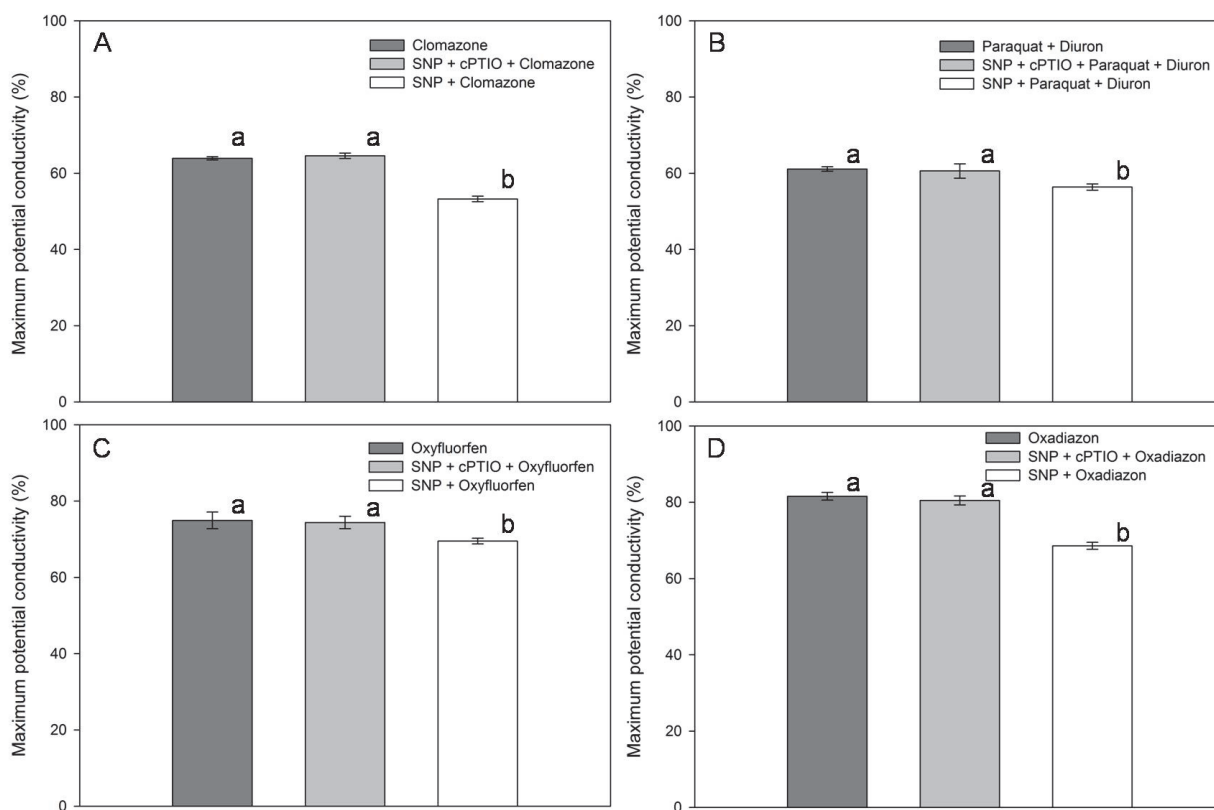 A
Maximum potential conductivity (%)
100
80
60
40
20
0
Clomazone
SNP + cPTIO + Clomazone
SNP + Clomazone
a
a
b
B
Maximum potential conductivity (%)
100
80
60
40
20
0
Paraquat + Diuron
SNP + cPTIO + Paraquat + Diuron
SNP + Paraquat + Diuron
a
a
b
C
Maximum potential conductivity (%)
100
80
60
40
20
0
Oxyfluorfen
SNP + cPTIO + Oxyfluorfen
SNP + Oxyfluorfen
a
a
b
D
Maximum potential conductivity (%)
100
80
60
40
20
0
Oxadiazon
SNP + cPTIO + Oxadiazon
SNP + Oxadiazon
a
a
b